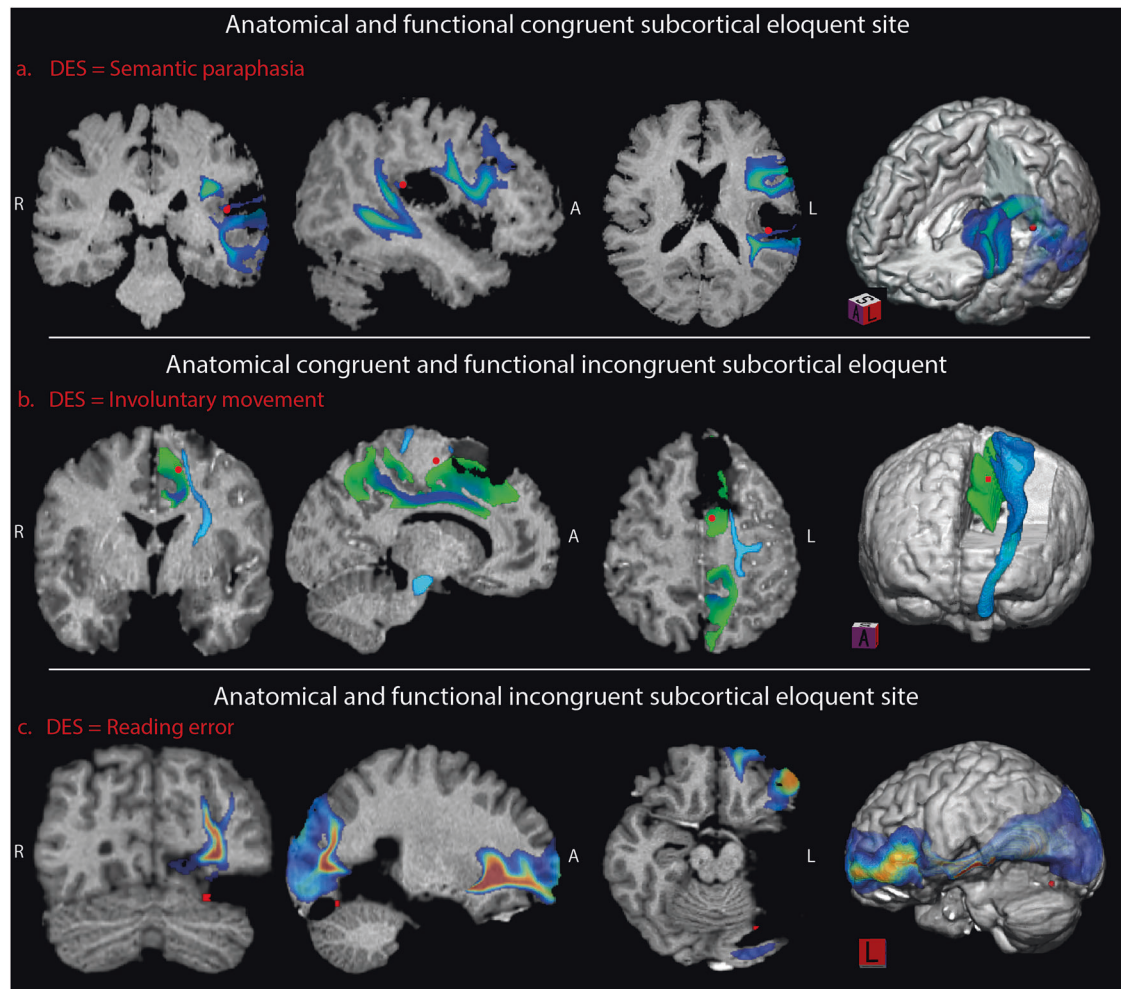 Anatomical and functional congruent subcortical eloquent site
a. DES = Semantic paraphasia
R A L
S A L
Anatomical congruent and functional incongruent subcortical eloquent
b. DES = Involuntary movement
R A L
A
Anatomical and functional incongruent subcortical eloquent site
c. DES = Reading error
R A L
L